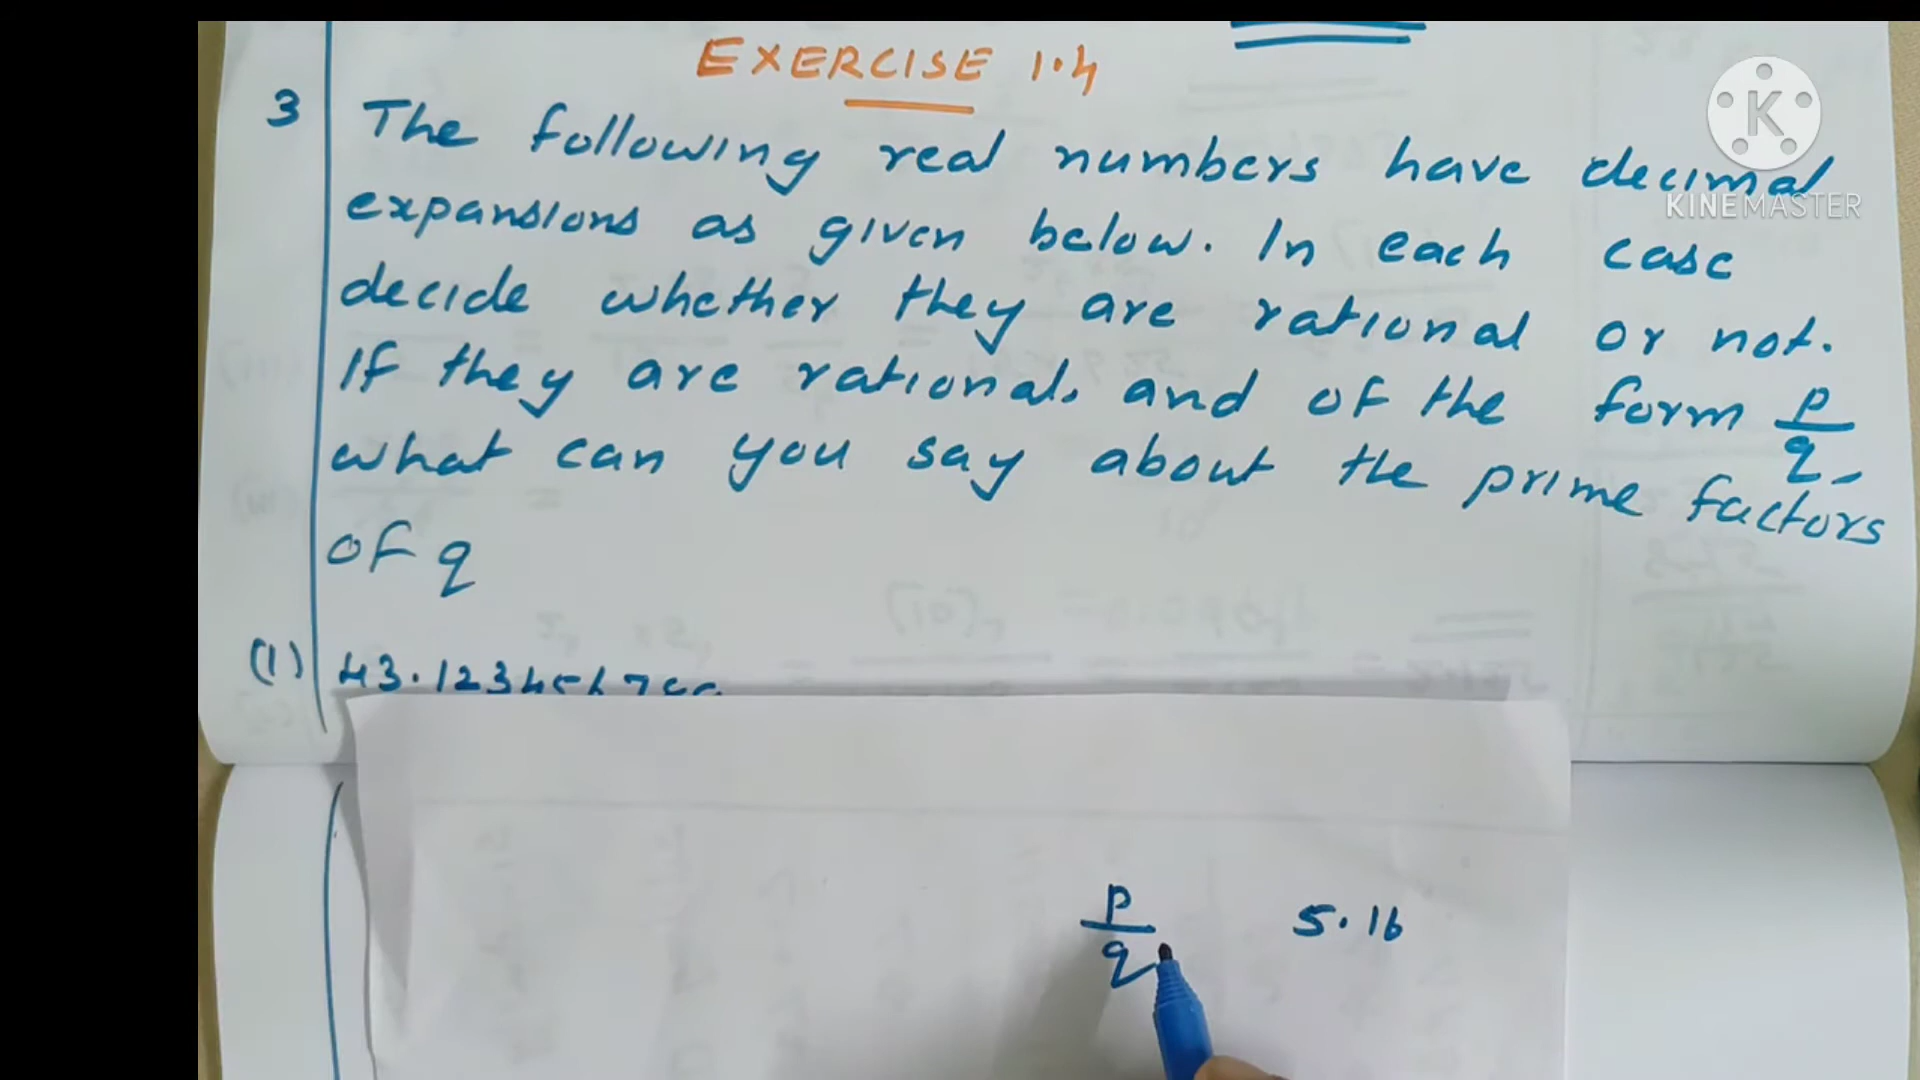 EXERCISE 1.4
3 The following real numbers have decimal
expansions as given below. In each case
decide whether they are rational or not.
If they are rational, and of the form p/q,
what can you say about the prime factors
of q
(1) 43.123456789
p/q 5.16
K
KINEMASTER